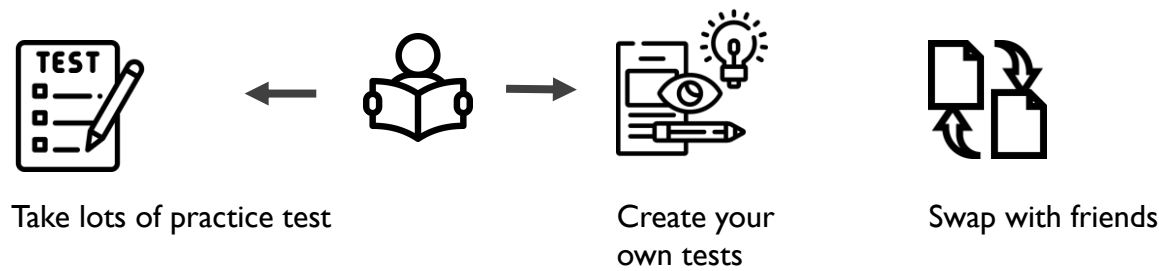 TEST
Take lots of practice test
Create your
own tests
Swap with friends